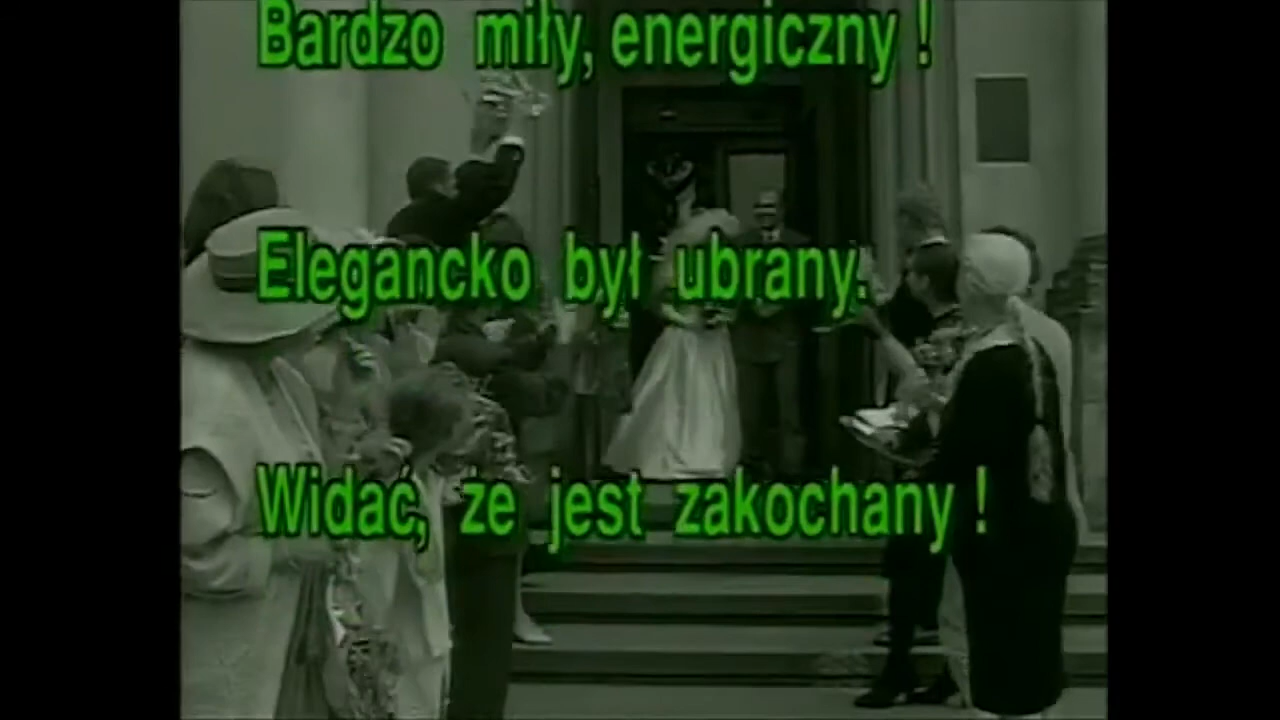 Bardzo miły, energiczny !
Elegancko był ubrany.
Widać, że jest zakochany !